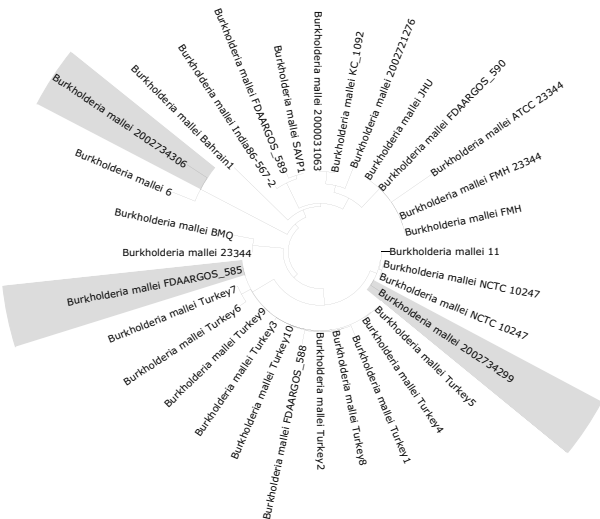 Burkholderia mallei 2000031063
Burkholderia mallei KC_1092
Burkholderia mallei 2002721276
Burkholderia mallei JHU
Burkholderia mallei FDAARGOS_590
Burkholderia mallei ATCC 23344
Burkholderia mallei FMH 23344
Burkholderia mallei FMH
Burkholderia mallei 11
Burkholderia mallei NCTC 10247
Burkholderia mallei NCTC 10247
Burkholderia mallei 2002734299
Burkholderia mallei Turkey5
Burkholderia mallei Turkey4
Burkholderia mallei Turkey1
Burkholderia mallei Turkey8
Burkholderia mallei Turkey2
Burkholderia mallei FDAARGOS_588
Burkholderia mallei Turkey10
Burkholderia mallei Turkey3
Burkholderia mallei Turkey9
Burkholderia mallei Turkey6
Burkholderia mallei Turkey7
Burkholderia mallei FDAARGOS_585
Burkholderia mallei 23344
Burkholderia mallei BMQ
Burkholderia mallei 6
Burkholderia mallei 2002734306
Burkholderia mallei Bahrain1
Burkholderia mallei India86-567-2
Burkholderia mallei FDAARGOS_589
Burkholderia mallei SAVP1